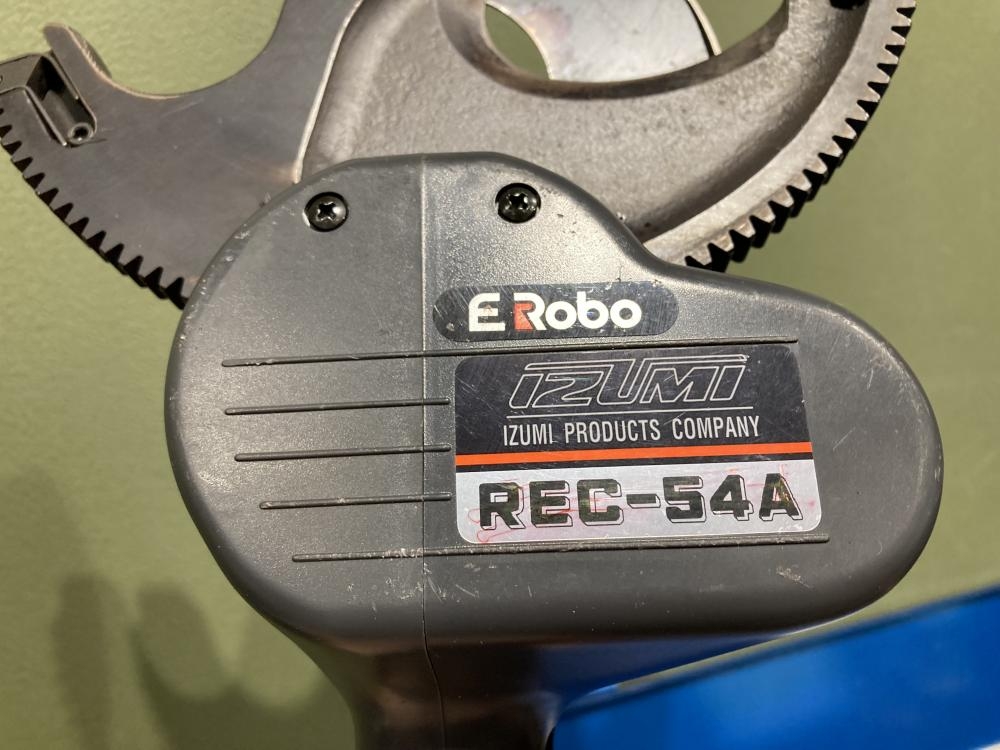 E Robo
IZUMI
IZUMI PRODUCTS COMPANY
REC-54A